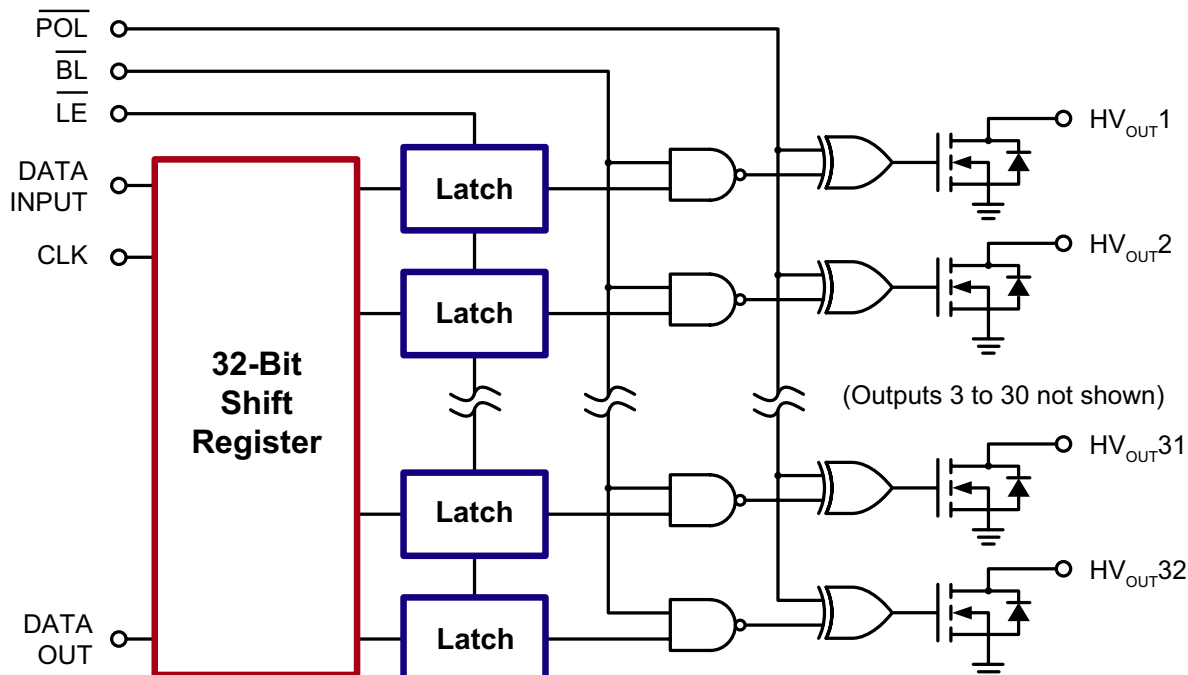 POL
BL
LE
DATA
INPUT
CLK
32-Bit
Shift
Register
DATA
OUT
Latch
Latch
Latch
Latch
HVOUT1
HVOUT2
(Outputs 3 to 30 not shown)
HVOUT31
HVOUT32